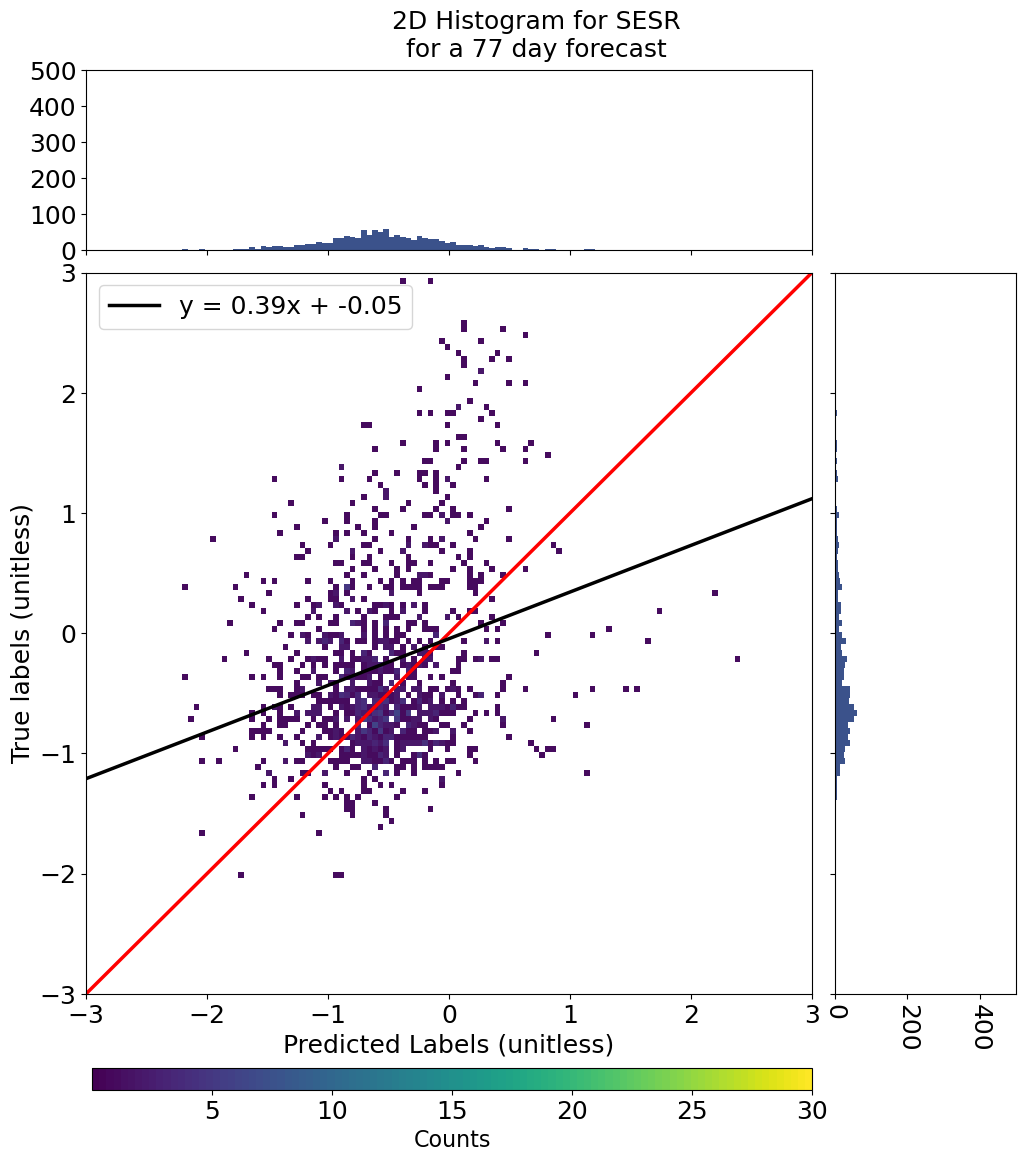 2D Histogram for SESR
for a 77 day forecast
500
400
300
200
100
0
3
2
1
0
−1
−2
−3
True labels (unitless)
y = 0.39x + -0.05
−3 −2 −1 0 1 2 3
Predicted Labels (unitless)
0 200 400
5 10 15 20 25 30
Counts